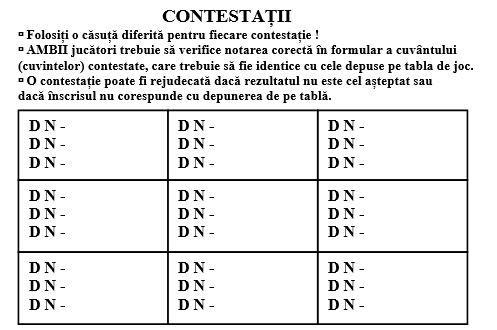 CONTESTAȚII
▫ Folosiți o căsuță diferită pentru fiecare contestație !
▫ AMBII jucători trebuie să verifice notarea corectă în formular a cuvântului
(cuvintelor) contestate, care trebuie să fie identice cu cele depuse pe tabla de joc.
▫ O contestație poate fi rejudecată dacă rezultatul nu este cel așteptat sau
dacă înscrisul nu corespunde cu depunerea de pe tablă.
D N - D N - D N -
D N - D N - D N -
D N - D N - D N -
D N - D N - D N -
D N - D N - D N -
D N - D N - D N -
D N - D N - D N -
D N - D N - D N -
D N - D N - D N -